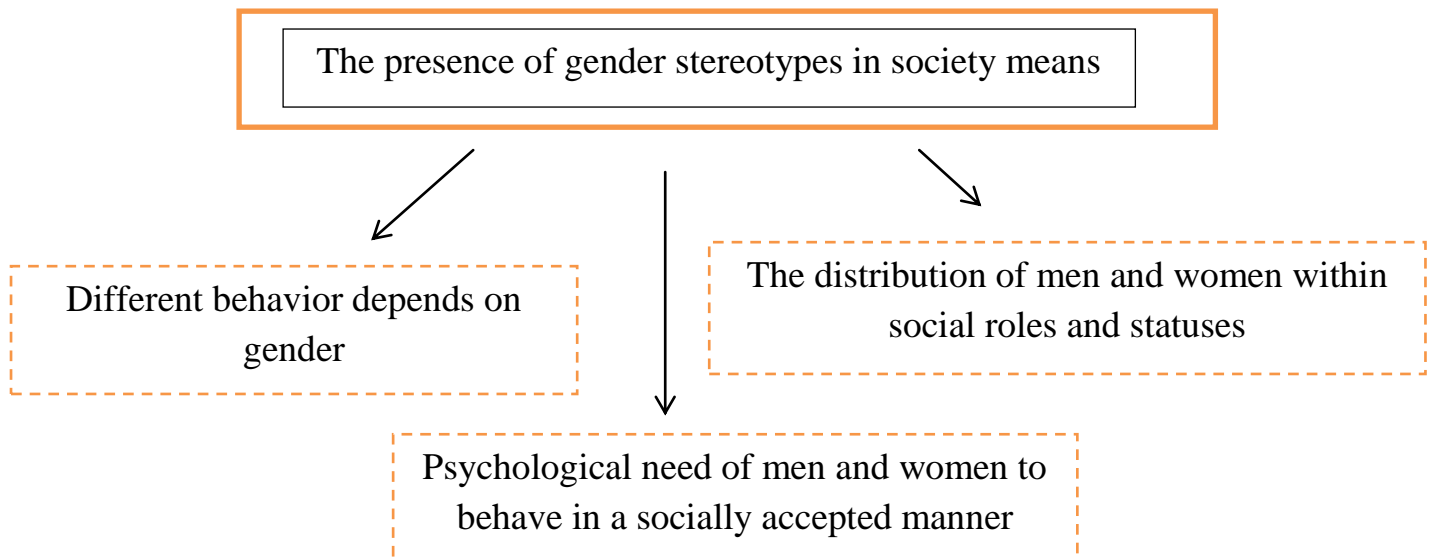 The presence of gender stereotypes in society means
Different behavior depends on
gender
The distribution of men and women within
social roles and statuses
Psychological need of men and women to
behave in a socially accepted manner